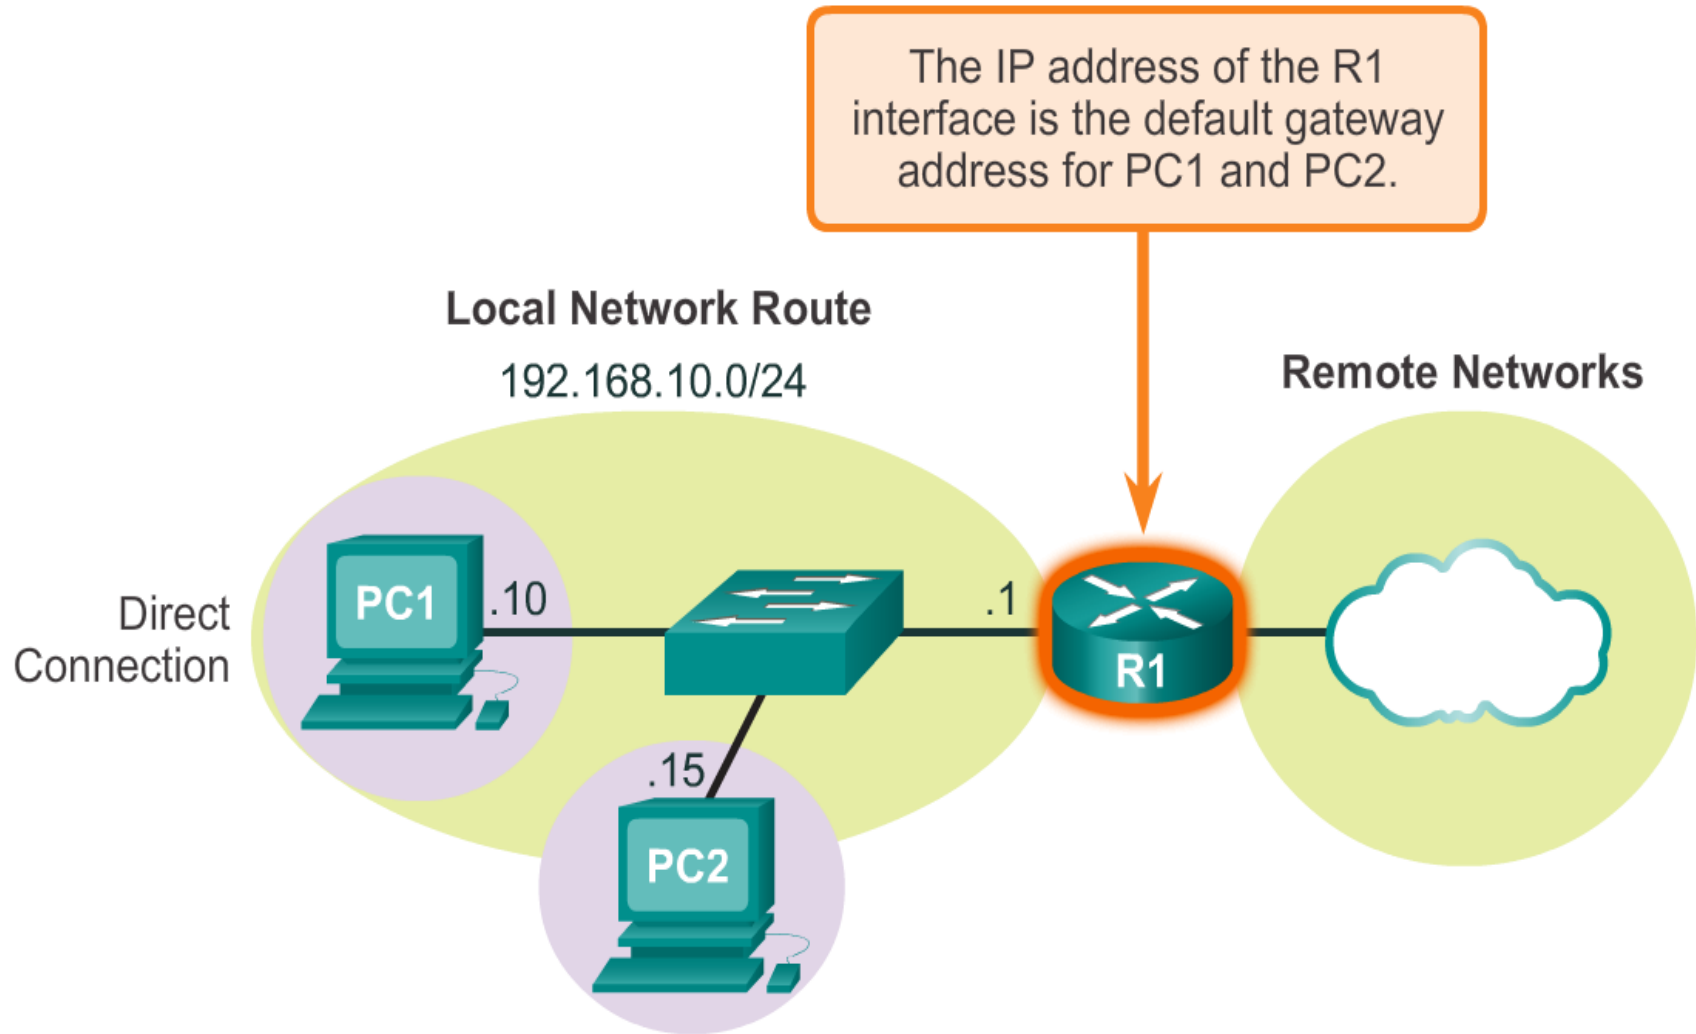 The IP address of the R1
interface is the default gateway
address for PC1 and PC2.
Local Network Route
192.168.10.0/24
Remote Networks
Direct
Connection
PC1
.10
.1
R1
.15
PC2